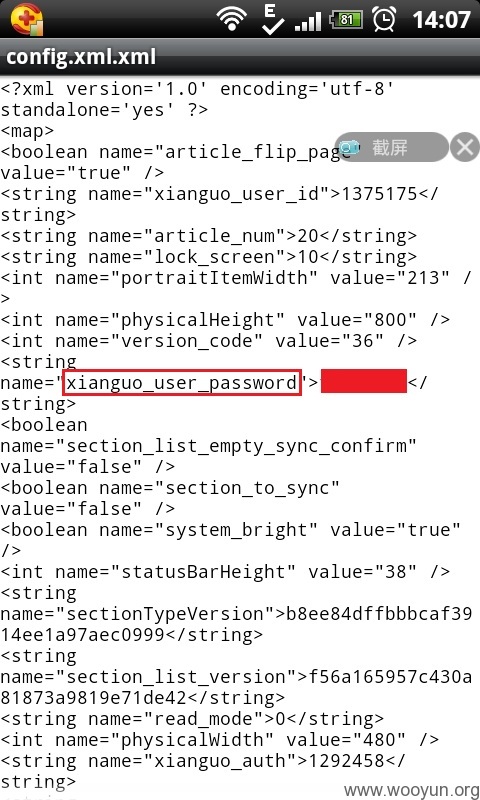 E
81
14:07
config.xml.xml
<?xml version='1.0' encoding='utf-8'
standalone='yes' ?>
<map>
<boolean name="article_flip_page"
截屏
value="true" />
<string name="xianguo_user_id">1375175</
string>
<string name="article_num">20</string>
<string name="lock_screen">10</string>
<int name="portraitItemWidth" value="213" /
>
<int name="physicalHeight" value="800" />
<int name="version_code" value="36" />
<string
name="xianguo_user_password"></
string>
<boolean
name="section_list_empty_sync_confirm"
value="false" />
<boolean name="section_to_sync"
value="false" />
<boolean name="system_bright" value="true"
/>
<int name="statusBarHeight" value="38" />
<string
name="sectionTypeVersion">b8ee84dffbbbcaf39
14ee1a97aec0999</string>
<string
name="section_list_version">f56a165957c430a
81873a9819e71de42</string>
<string name="read_mode">0</string>
<int name="physicalWidth" value="480" />
<string name="xianguo_auth">1292458</
string>
www.wooyun.org